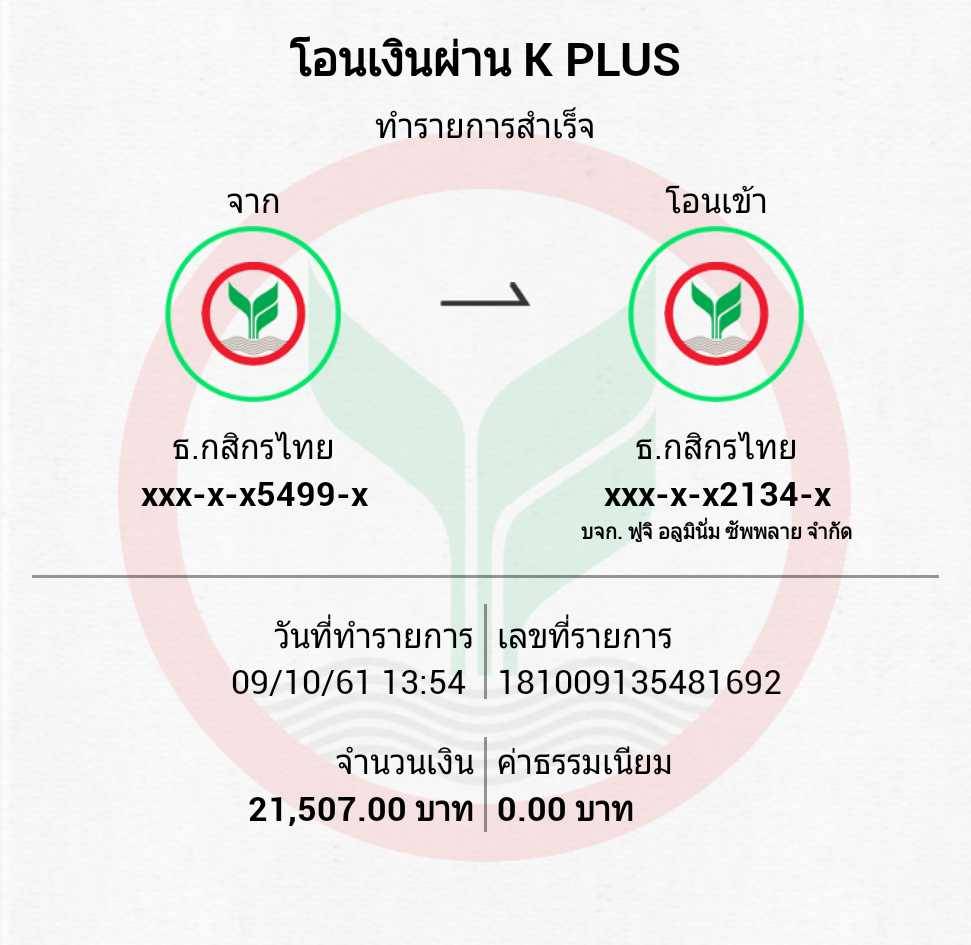 โอนเงินผ่าน K PLUS
ทำรายการสำเร็จ
จาก
โอนเข้า
ธ.กสิกรไทย
xxx-x-x5499-x
ธ.กสิกรไทย
xxx-x-x2134-x
บจก. ฟูจิ อลูมินั่ม ซัพพลาย จำกัด
วันที่ทำรายการ
09/10/61 13:54
เลขที่รายการ
181009135481692
จำนวนเงิน
21,507.00 บาท
ค่าธรรมเนียม
0.00 บาท